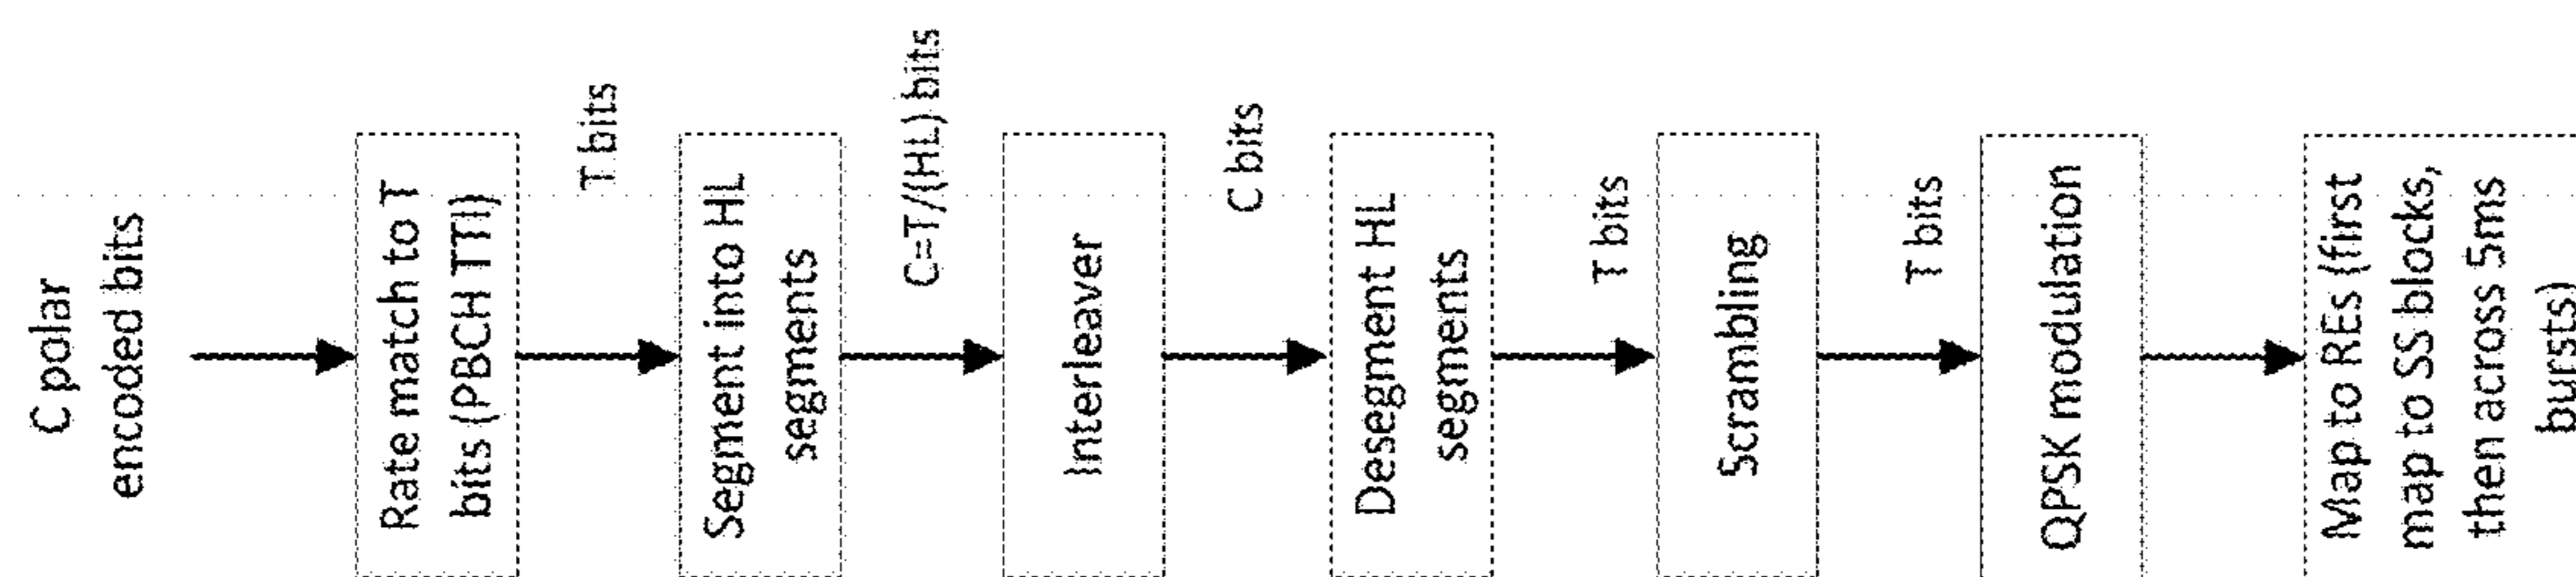 C polar
encoded bits
Rate match to T
bits (PBCH TTI)
T bits
Segment into HL
segments
C=T/(HL) bits
Interleaver
C bits
Desegment HL
segments
T bits
Scrambling
T bits
QPSK modulation
Map to REs (first
map to SS blocks,
then across 5ms
bursts)